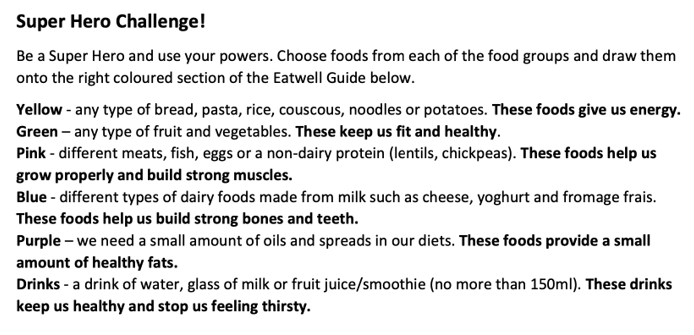 Super Hero Challenge!
Be a Super Hero and use your powers. Choose foods from each of the food groups and draw them
onto the right coloured section of the Eatwell Guide below.
Yellow - any type of bread, pasta, rice, couscous, noodles or potatoes. These foods give us energy.
Green – any type of fruit and vegetables. These keep us fit and healthy.
Pink - different meats, fish, eggs or a non-dairy protein (lentils, chickpeas). These foods help us
grow properly and build strong muscles.
Blue - different types of dairy foods made from milk such as cheese, yoghurt and fromage frais.
These foods help us build strong bones and teeth.
Purple – we need a small amount of oils and spreads in our diets. These foods provide a small
amount of healthy fats.
Drinks - a drink of water, glass of milk or fruit juice/smoothie (no more than 150ml). These drinks
keep us healthy and stop us feeling thirsty.